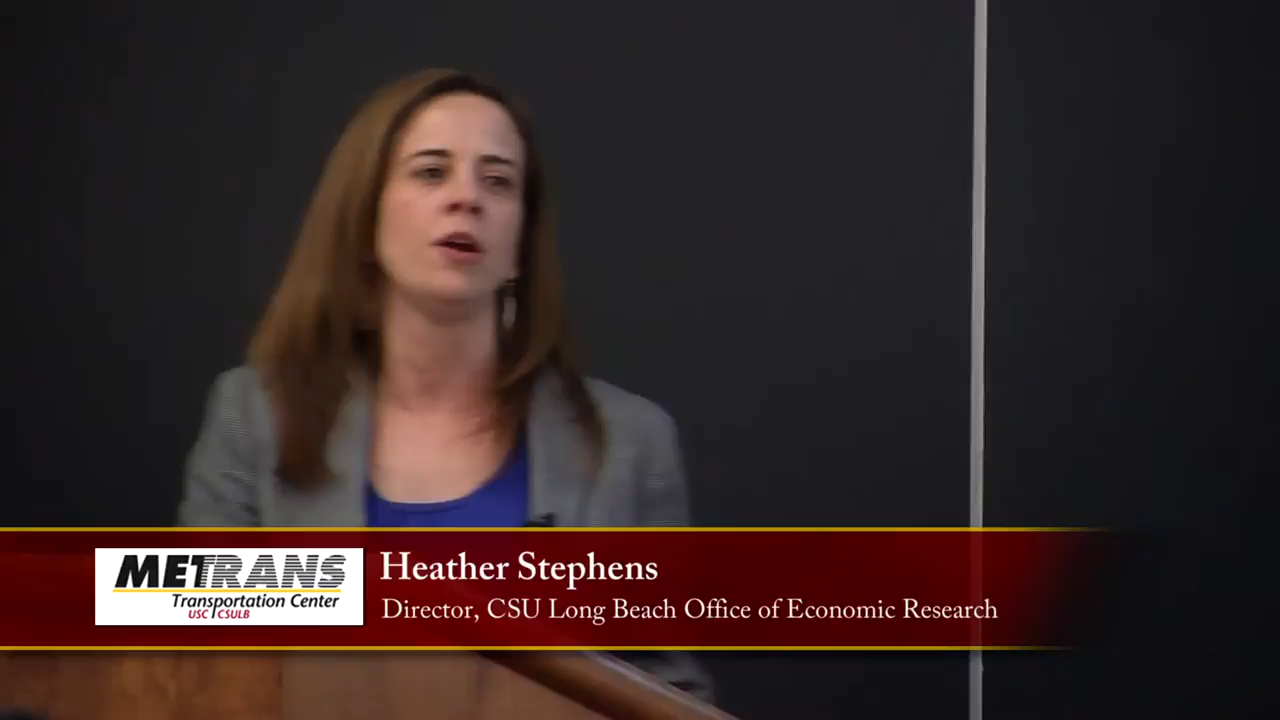 METRANS
Transportation Center
USC | CSULB
Heather Stephens
Director, CSU Long Beach Office of Economic Research